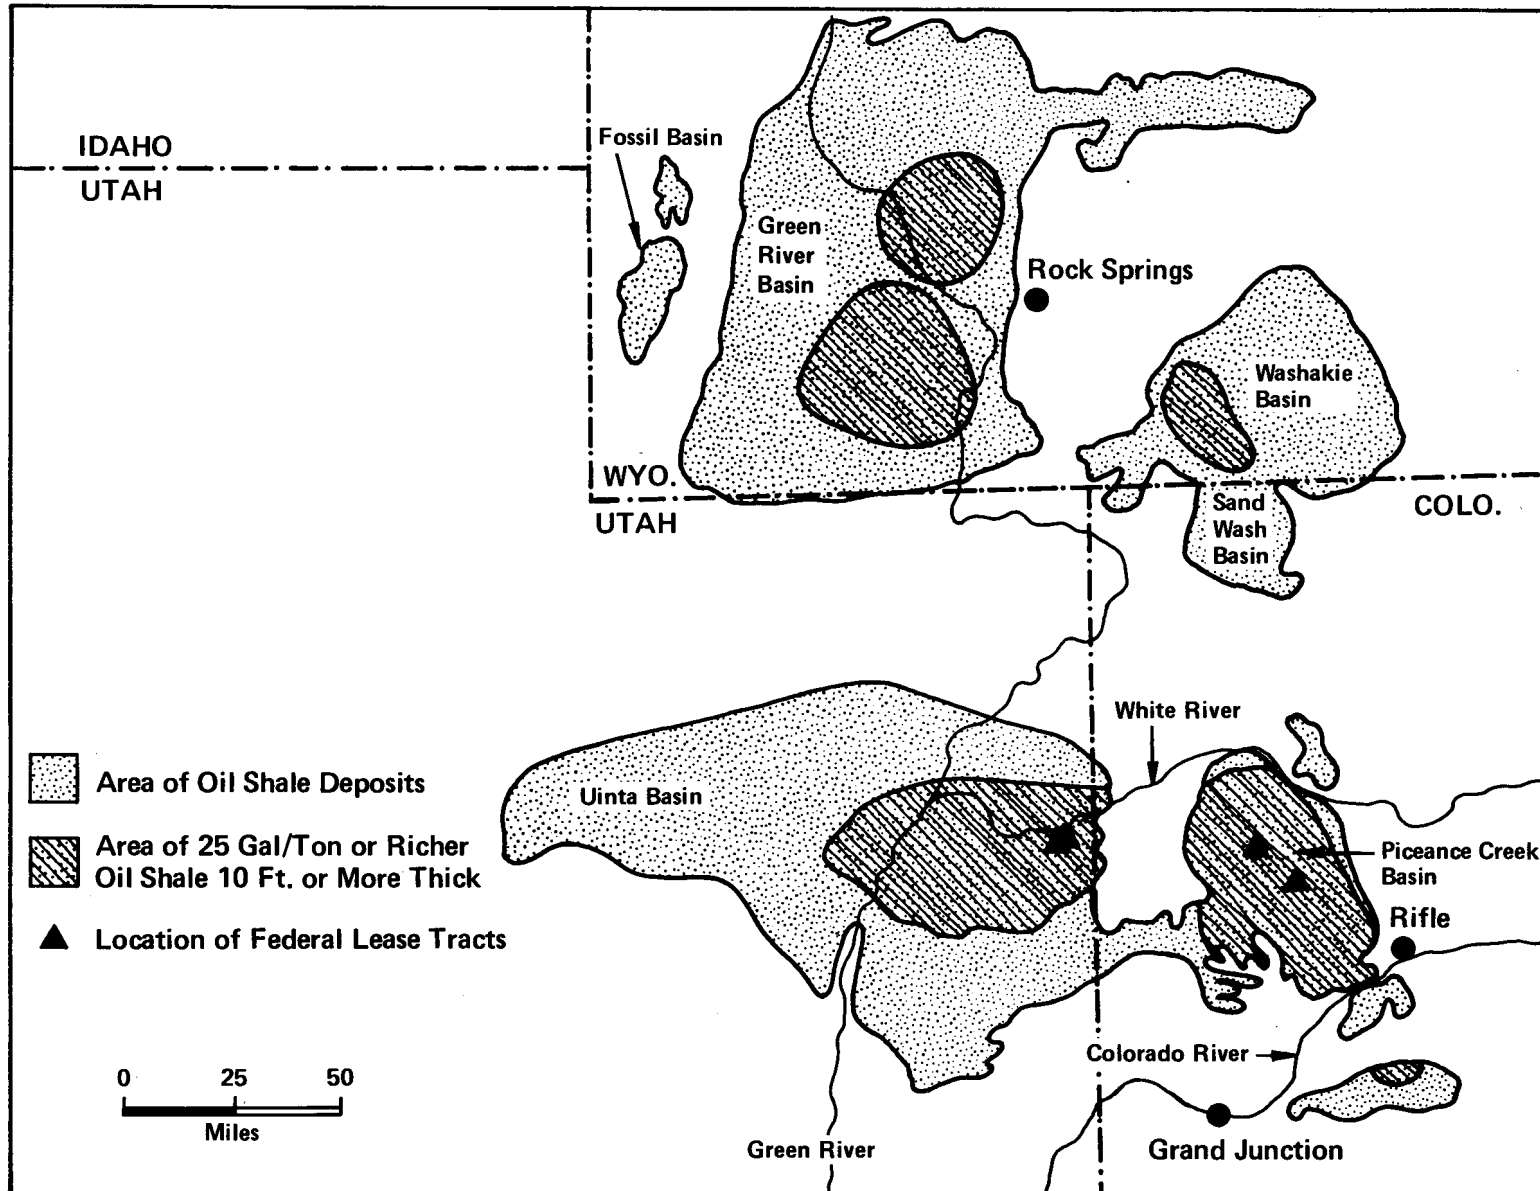 IDAHO
UTAH
Fossil Basin
Green
River
Basin
Rock Springs
Washakie
Basin
WYO.
UTAH
Sand
Wash
Basin
COLO.
White River
Area of Oil Shale Deposits
Uinta Basin
Area of 25 Gal/Ton or Richer
Oil Shale 10 Ft. or More Thick
Piceance Creek
Basin
Rifle
Location of Federal Lease Tracts
Colorado River
0 25 50
Miles
Green River
Grand Junction